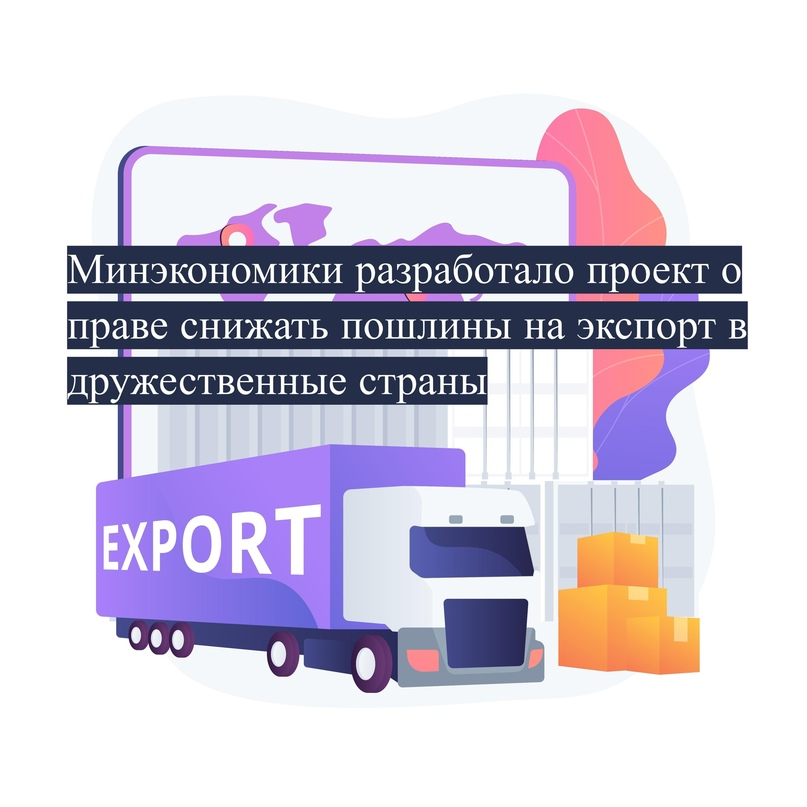 Минэкономики разработало проект о
праве снижать пошлины на экспорт в
дружественные страны
EXPORT